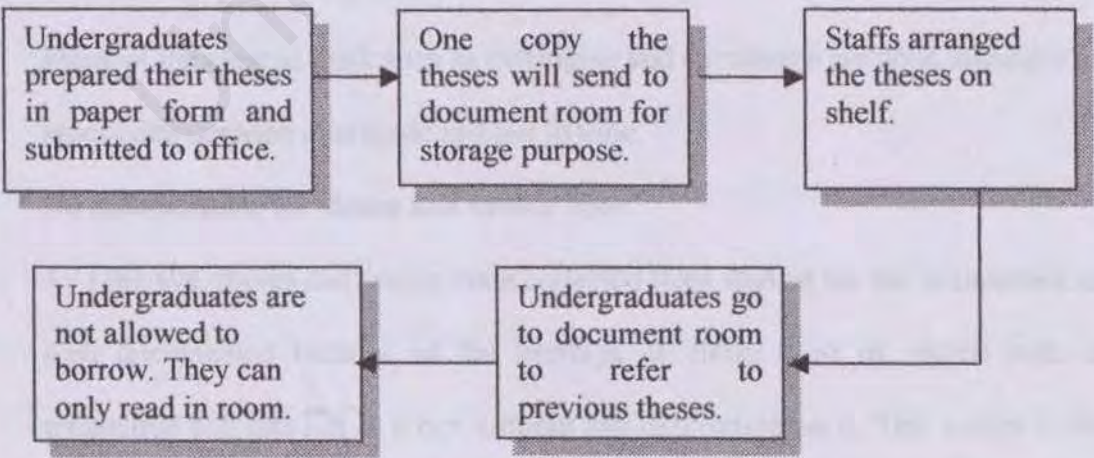 Undergraduates
prepared their theses
in paper form and
submitted to office.
One copy the
theses will send to
document room for
storage purpose.
Staffs arranged
the theses on
shelf.
Undergraduates go
to document room
to refer to
previous theses.
Undergraduates are
not allowed to
borrow. They can
only read in room.